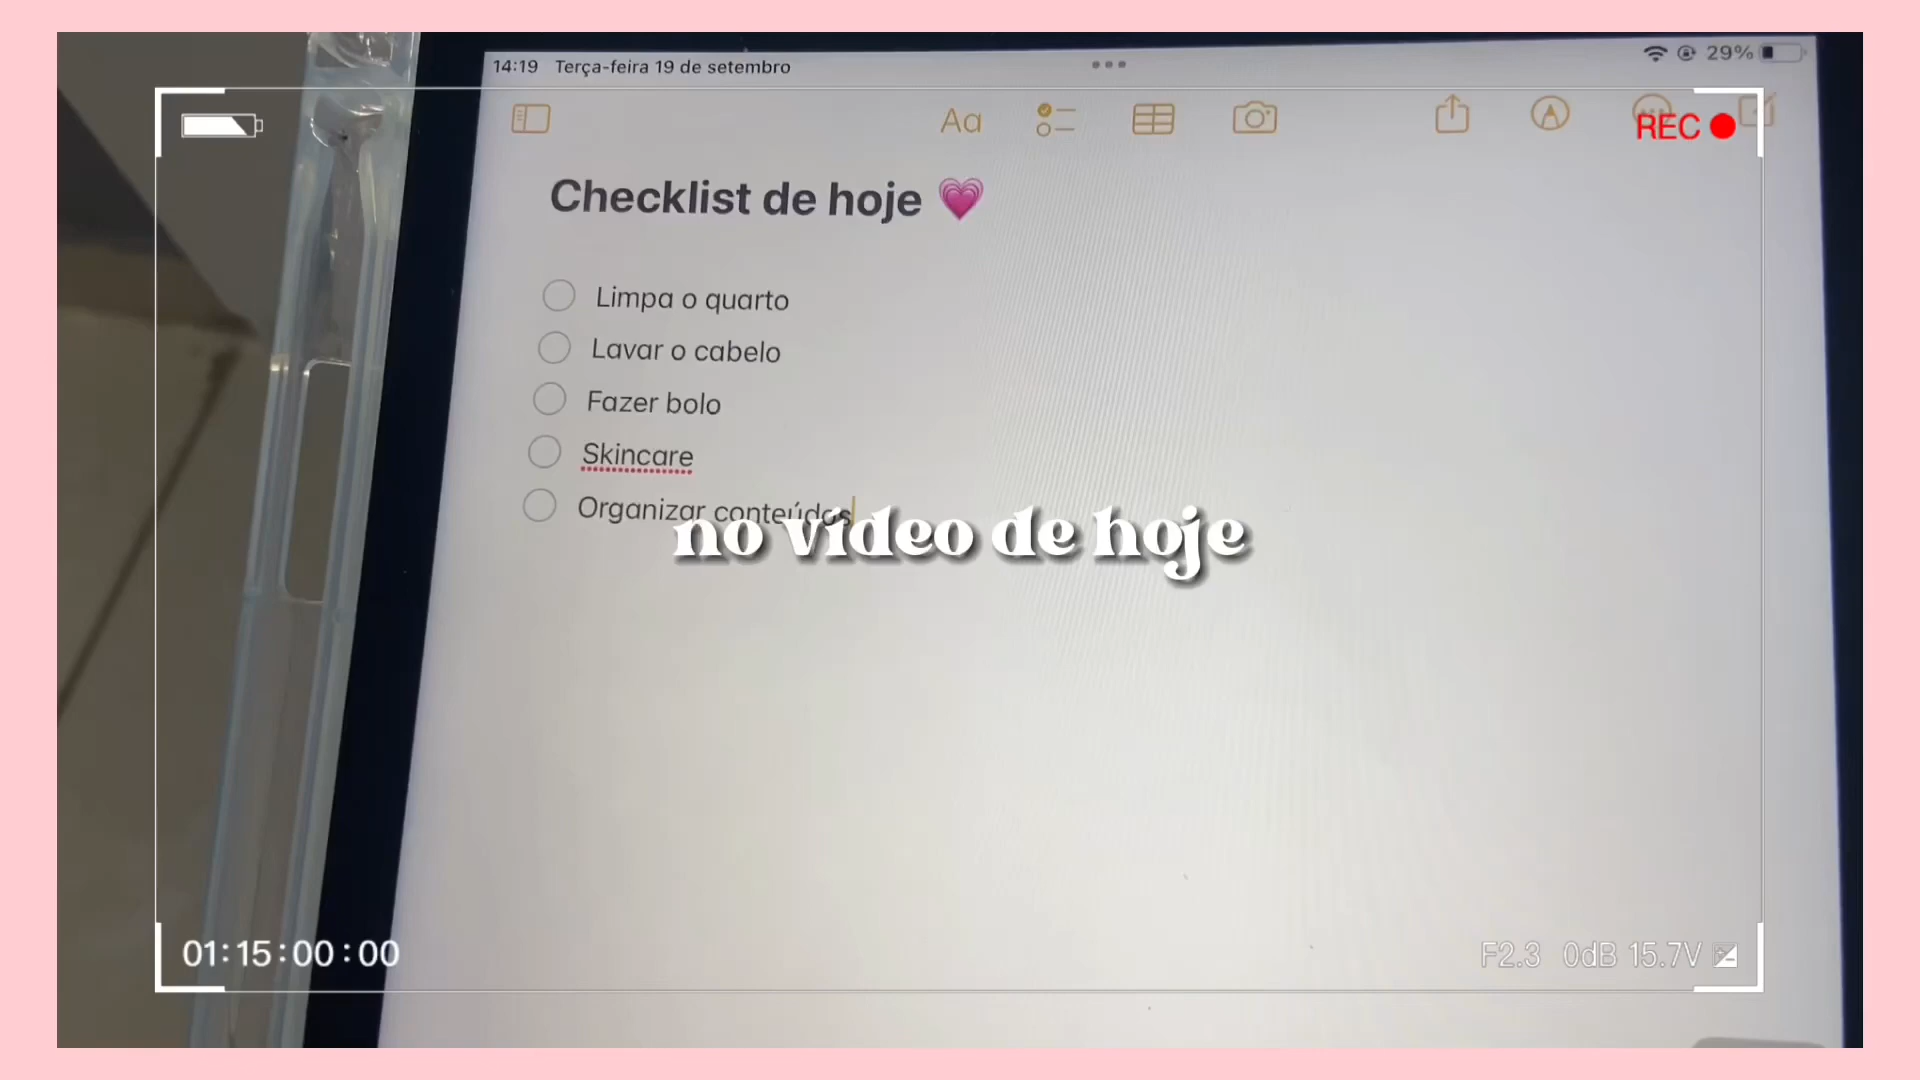 14:19 Terça-feira 19 de setembro
29%
Aa
REC
Checklist de hoje 💗
Limpa o quarto
Lavar o cabelo
Fazer bolo
Skincare
Organizar conteúdos
no vídeo de hoje
01:15:00:00
F2.3 0dB 15.7V